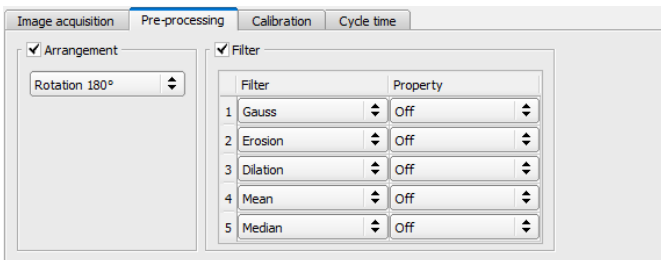 Image acquisition Pre-processing Calibration Cycle time
Arrangement Filter
Rotation 180° Filter Property
1 Gauss Off
2 Erosion Off
3 Dilation Off
4 Mean Off
5 Median Off